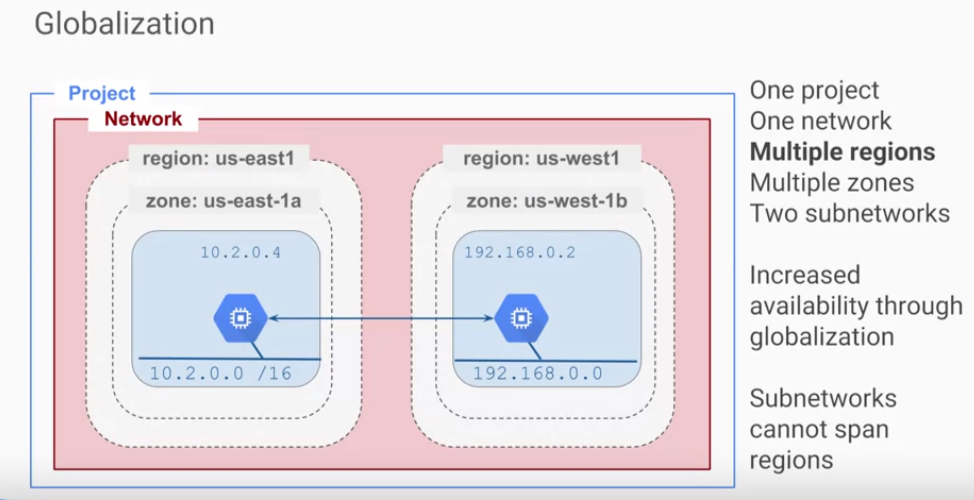 Globalization
Project
Network
region: us-east1
zone: us-east-1a
10.2.0.4
10.2.0.0 /16
region: us-west1
zone: us-west-1b
192.168.0.2
192.168.0.0
One project
One network
Multiple regions
Multiple zones
Two subnetworks
Increased
availability through
globalization
Subnetworks
cannot span
regions